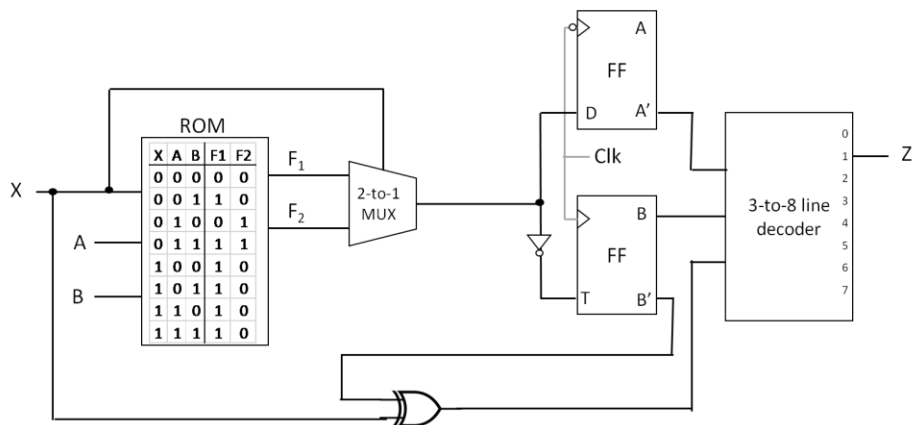 ROM
X A B F1 F2
0 0 0 0 0
0 0 1 1 0
0 1 0 0 1
0 1 1 1 1
1 0 0 1 0
1 0 1 1 0
1 1 0 1 0
1 1 1 1 0
X
A
B
F1
F2
2-to-1
MUX
A
FF
D A'
Clk
B
FF
T B'
3-to-8 line
decoder
0
1
2
3
4
5
6
7
Z